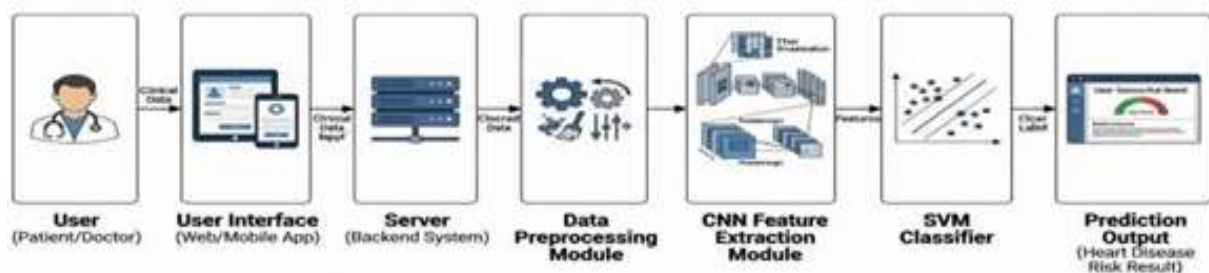 Clinical
Data
Clinical
Data
Input
Data
Features
Label
User
(Patient/Doctor)
User Interface
(Web/Mobile App)
Server
(Backend System)
Data
Preprocessing
Module
CNN Feature
Extraction
Module
SVM
Classifier
Prediction
Output
(Heart Disease
Risk Result)